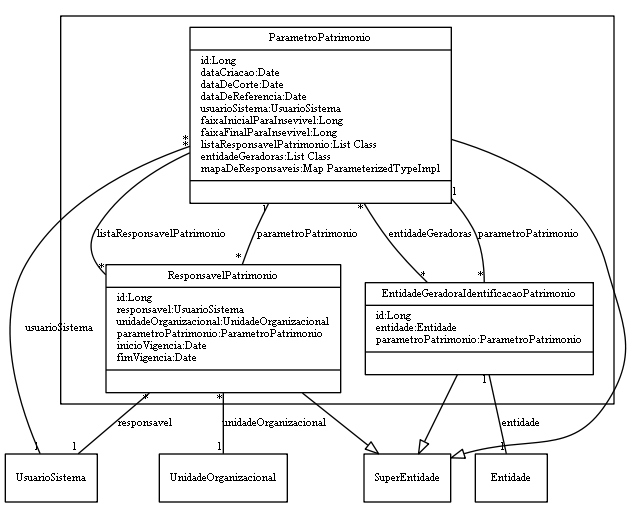 ParametroPatrimonio
id:Long
dataCriacao:Date
dataDeCorte:Date
dataDeReferencia:Date
usuarioSistema:UsuarioSistema
faixaInicialParaInsevivel:Long
faixaFinalParaInsevivel:Long
listaResponsavelPatrimonio:List Class
entidadeGeradoras:List Class
mapaDeResponsaveis:Map ParameterizedTypeImpl
*
*
1
*
1
listaResponsavelPatrimonio
parametroPatrimonio
entidadeGeradoras
parametroPatrimonio
*
*
*
*
ResponsavelPatrimonio
id:Long
responsavel:UsuarioSistema
unidadeOrganizacional:UnidadeOrganizacional
parametroPatrimonio:ParametroPatrimonio
inicioVigencia:Date
fimVigencia:Date
EntidadeGeradoraIdentificacaoPatrimonio
id:Long
entidade:Entidade
parametroPatrimonio:ParametroPatrimonio
usuarioSistema
*
*
1
responsavel
unidadeOrganizacional
entidade
1
1
1
1
UsuarioSistema
UnidadeOrganizacional
SuperEntidade
Entidade